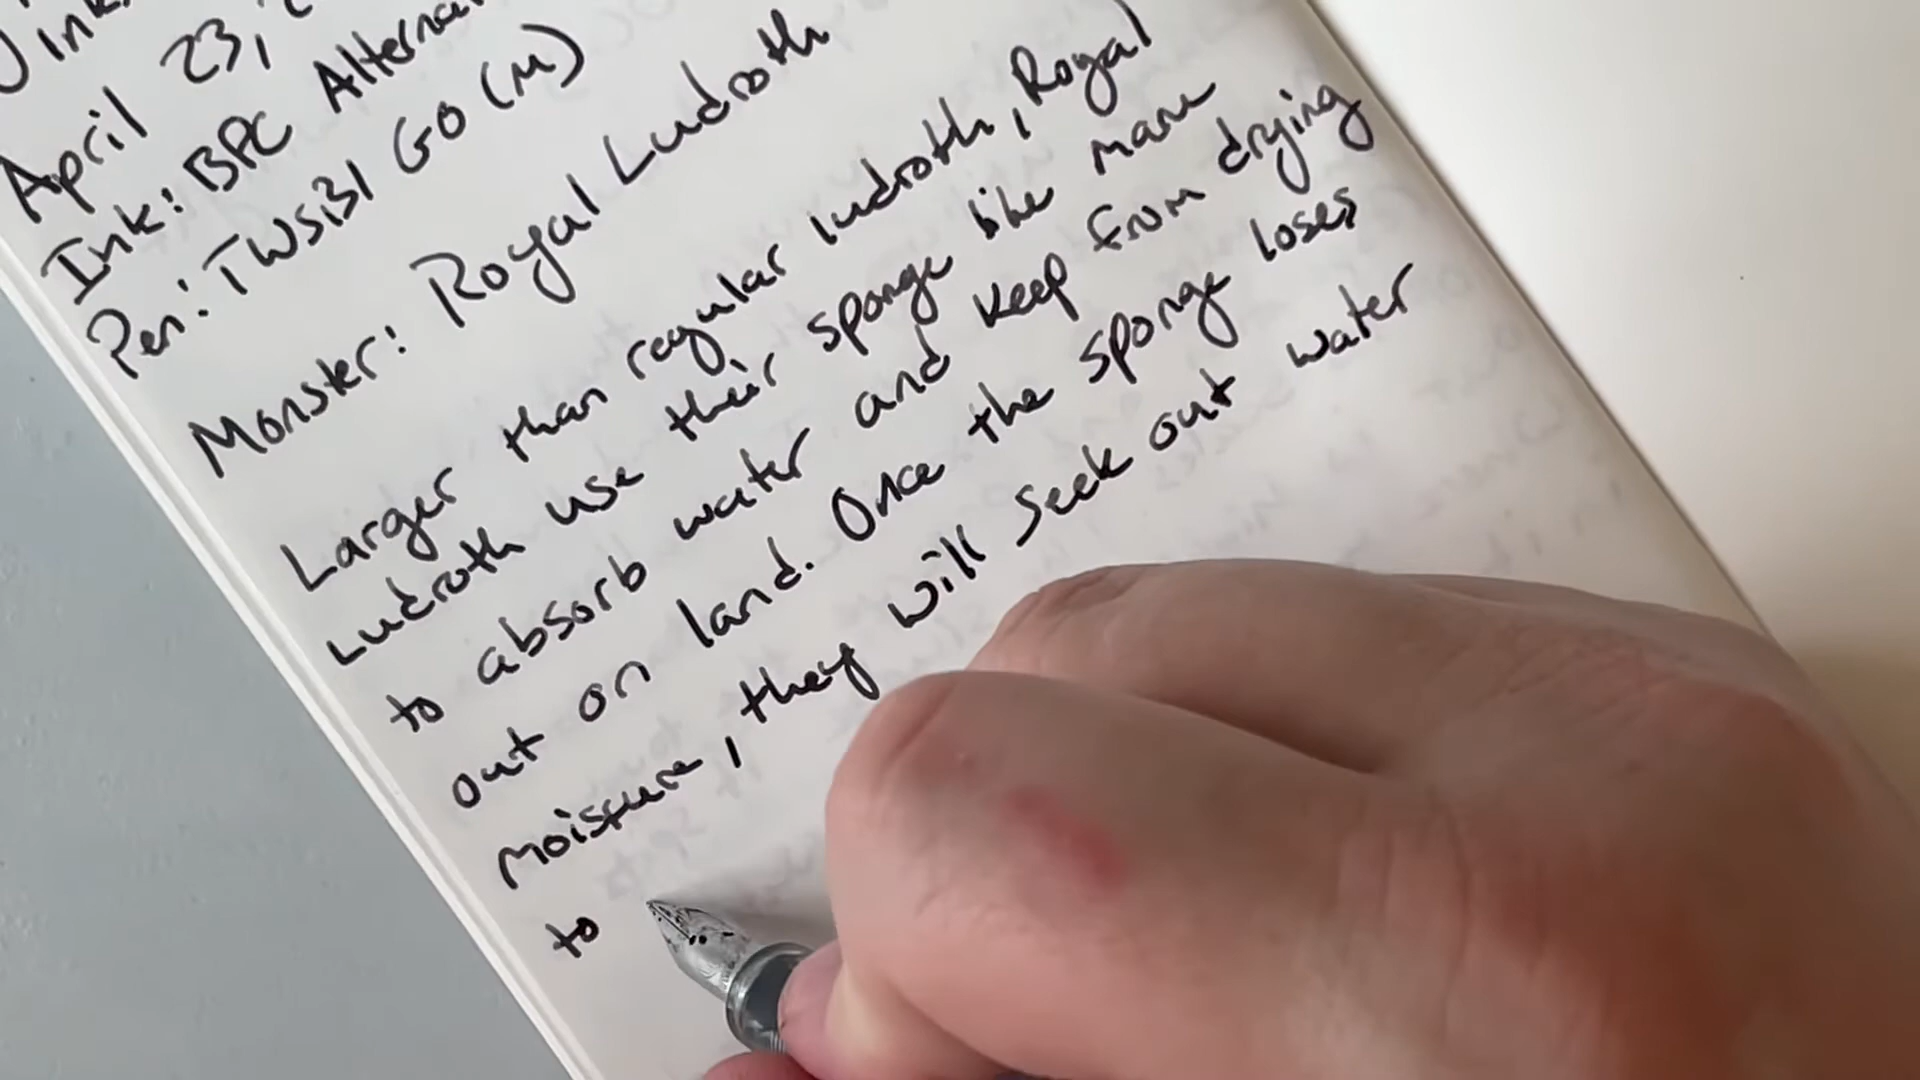 April 23,
Ink: BPC
Pen: TWSBI GO (M)
Monster: Royal Ludroth
Larger than regular ludroth, Royal
Ludroth use their sponge like mane
to absorb water and keep from drying
out on land. Once the sponge loses
moisture, they will seek out water
to